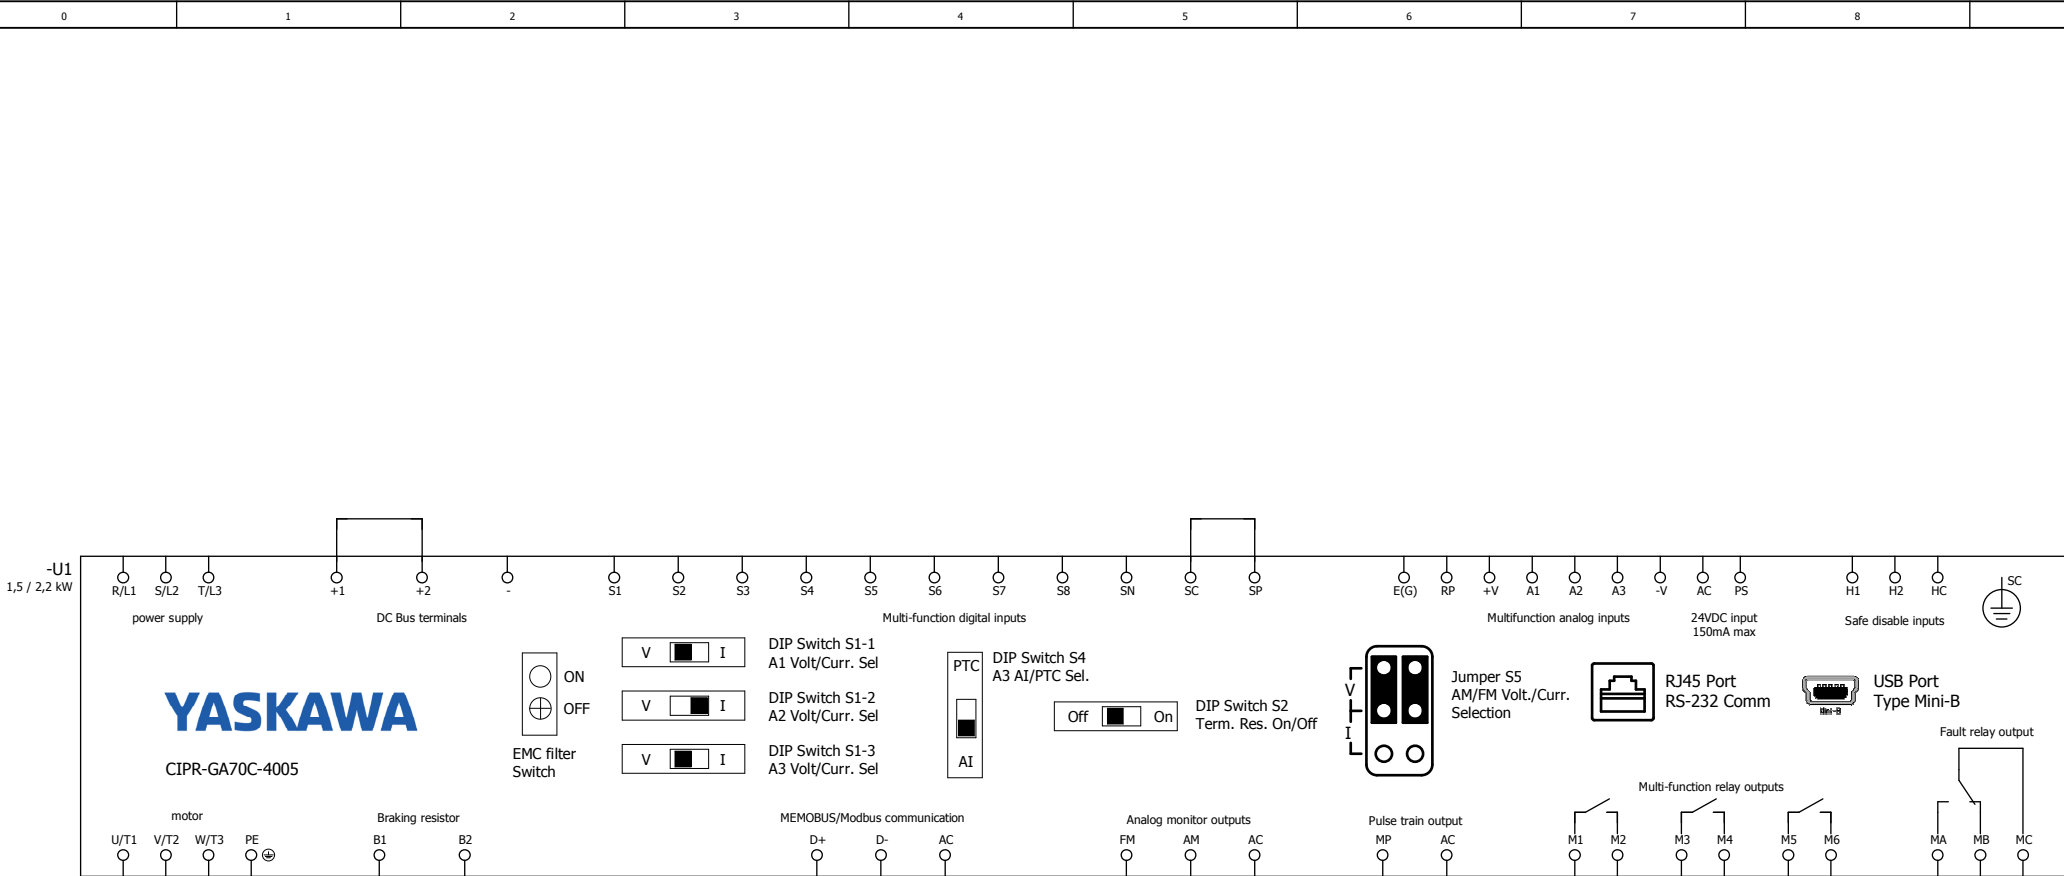 0 1 2 3 4 5 6 7 8
-U1
1,5 / 2,2 kW
R/L1 S/L2 T/L3 +1 +2 - S1 S2 S3 S4 S5 S6 S7 S8 SN SC SP E(G) RP +V A1 A2 A3 -V AC PS H1 H2 HC SC
power supply DC Bus terminals Multi-function digital inputs Multifunction analog inputs 24VDC input Safe disable inputs
150mA max
V I DIP Switch S1-1
A1 Volt/Curr. Sel
V I DIP Switch S1-2
A2 Volt/Curr. Sel
V I DIP Switch S1-3
A3 Volt/Curr. Sel
ON
OFF
EMC filter
Switch
YASKAWA
CIPR-GA70C-4005
PTC
AI
DIP Switch S4
A3 AI/PTC Sel.
Off On
DIP Switch S2
Term. Res. On/Off
V
I
Jumper S5
AM/FM Volt./Curr.
Selection
RJ45 Port
RS-232 Comm
Mini-B
USB Port
Type Mini-B
Fault relay output
Multi-function relay outputs
motor Braking resistor MEMOBUS/Modbus communication Analog monitor outputs Pulse train output
U/T1 V/T2 W/T3 PE B1 B2 D+ D- AC FM AM AC MP AC M1 M2 M3 M4 M5 M6 MA MB MC